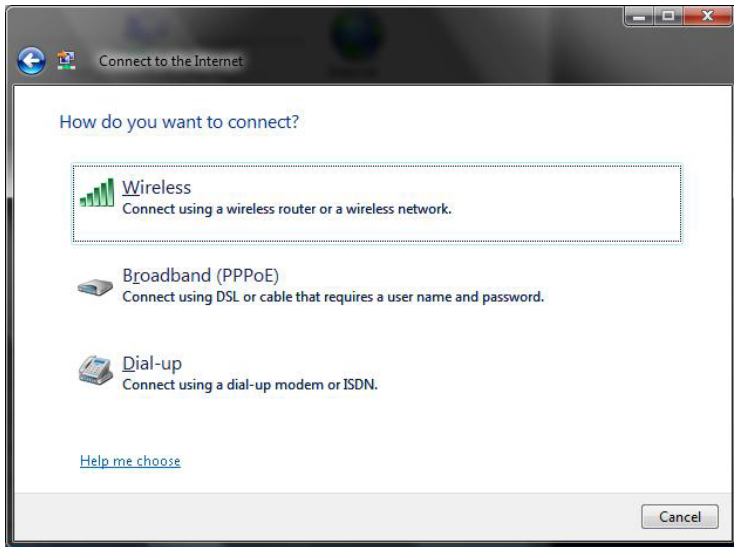 Connect to the Internet
How do you want to connect?
Wireless
Connect using a wireless router or a wireless network.
Broadband (PPPoE)
Connect using DSL or cable that requires a user name and password.
Dial-up
Connect using a dial-up modem or ISDN.
Help me choose
Cancel